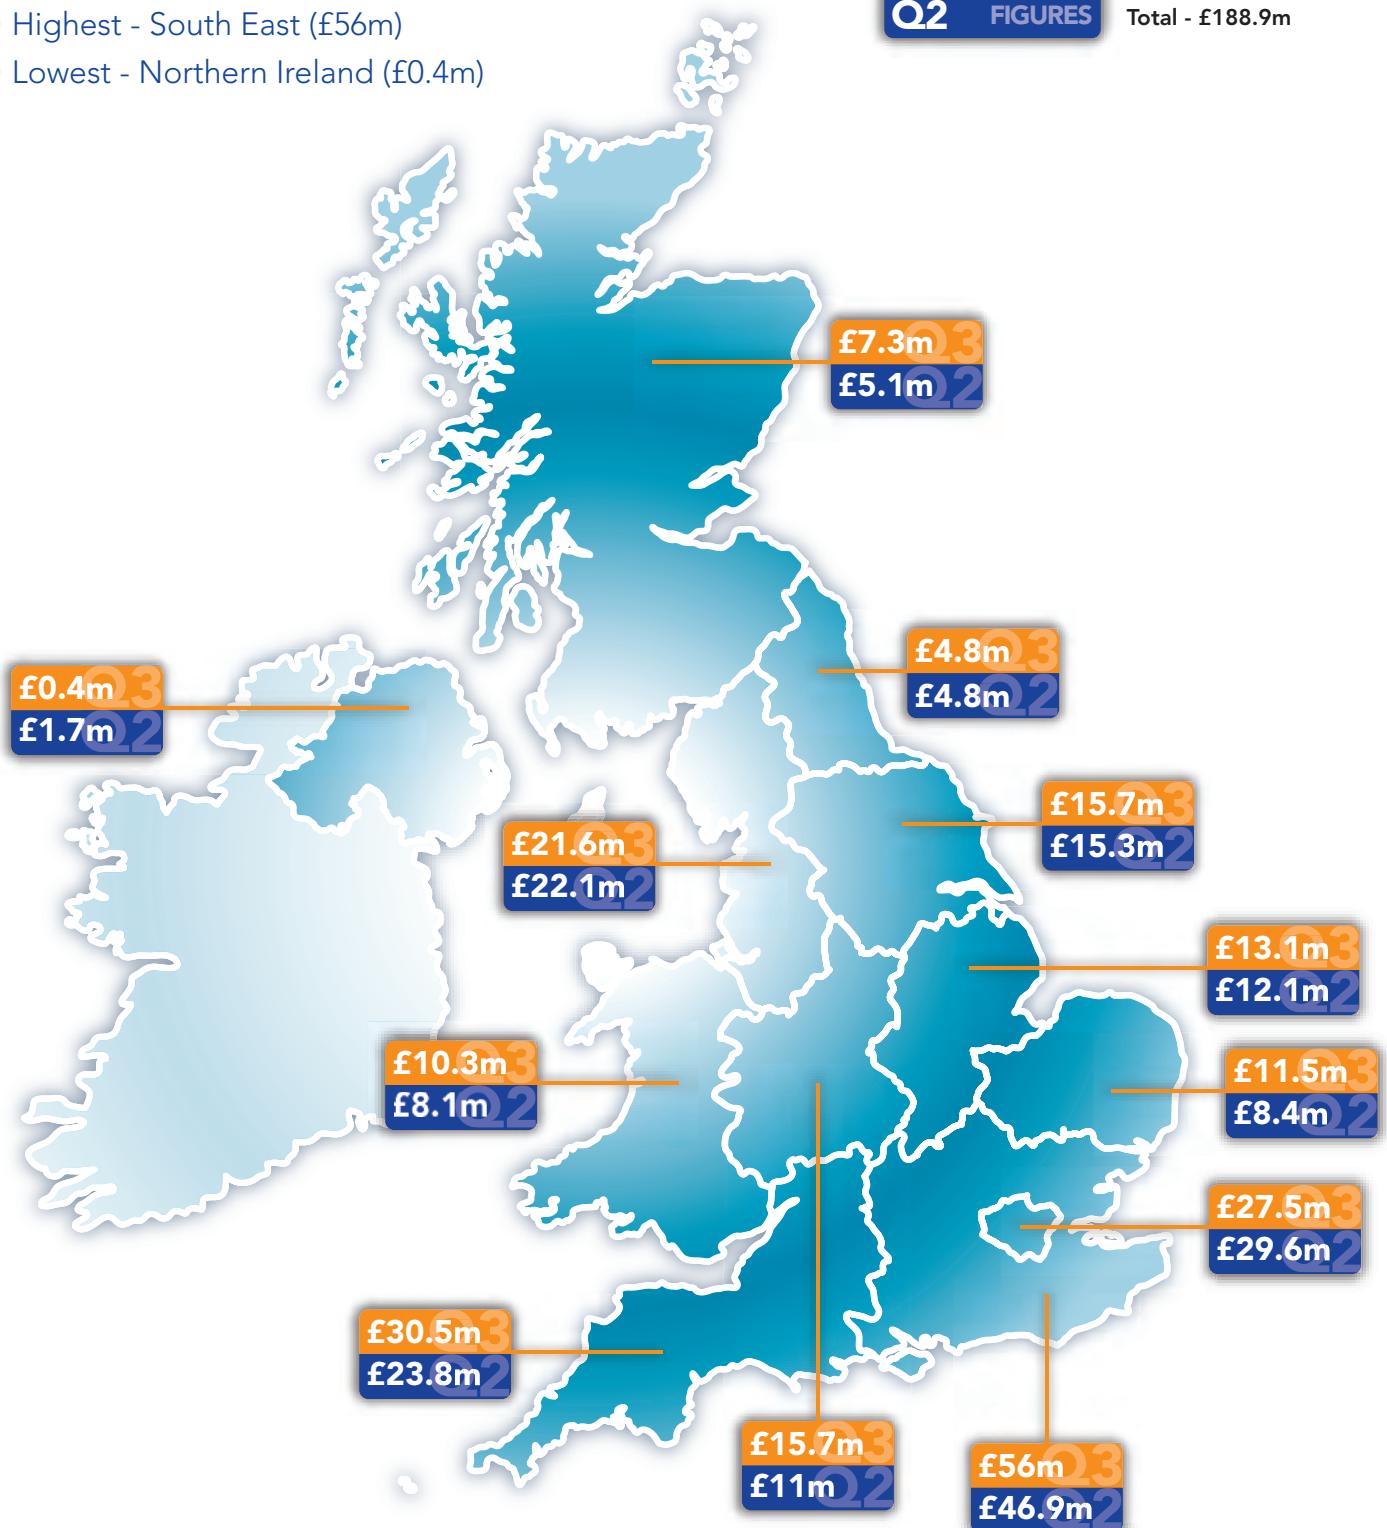 Highest - South East (£56m)
Lowest - Northern Ireland (£0.4m)
Q2 FIGURES
Total - £188.9m
£7.3m Q3
£5.1m Q2
£4.8m Q3
£4.8m Q2
£0.4m Q3
£1.7m Q2
£15.7m Q3
£15.3m Q2
£21.6m Q3
£22.1m Q2
£13.1m Q3
£12.1m Q2
£10.3m Q3
£8.1m Q2
£11.5m Q3
£8.4m Q2
£27.5m Q3
£29.6m Q2
£30.5m Q3
£23.8m Q2
£15.7m Q3
£11m Q2
£56m Q3
£46.9m Q2